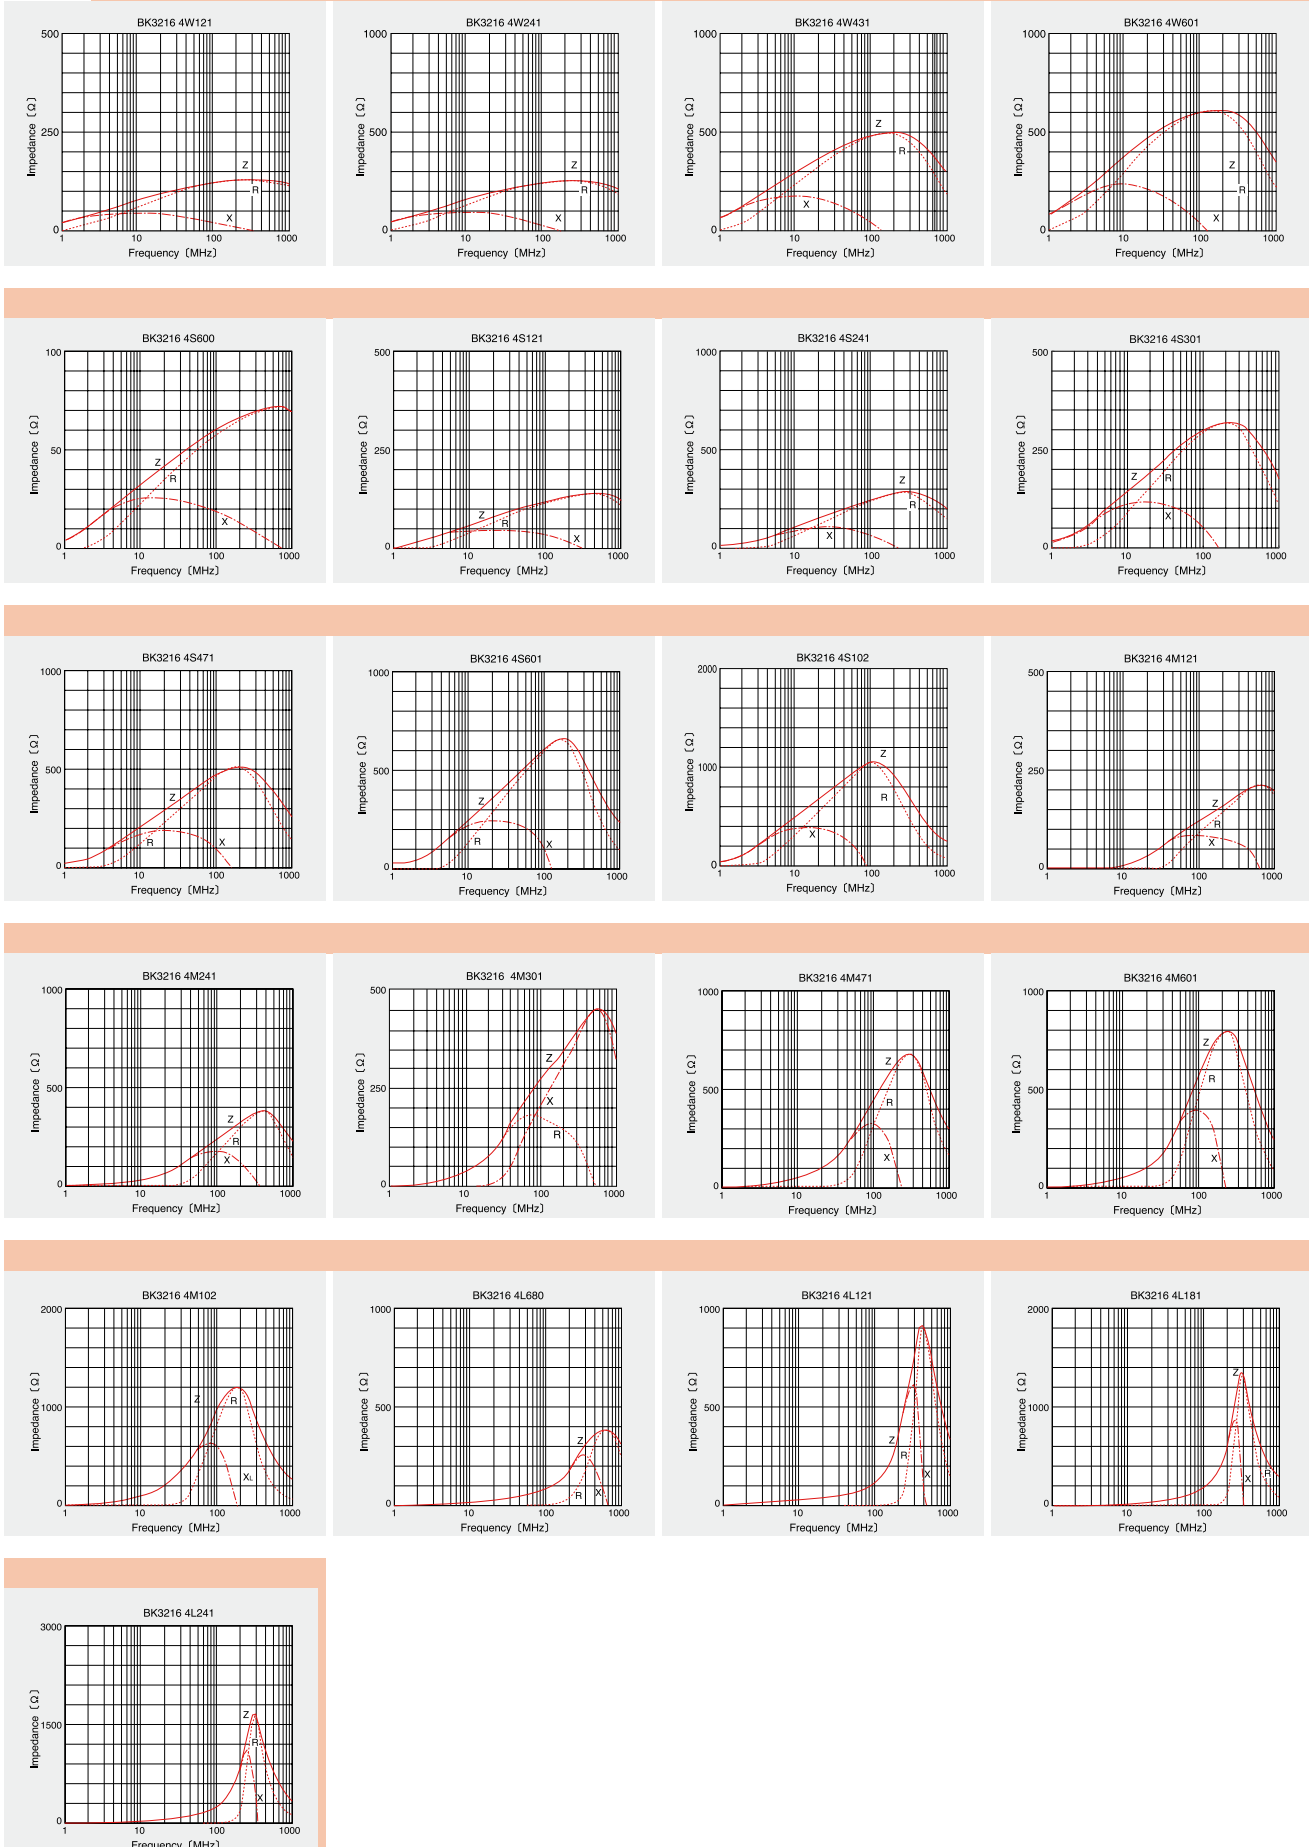 BK3216 4W121
500
250
0
Impedance [Ω]
Z
R
X
1
10
100
1000
Frequency [MHz]
BK3216 4W241
1000
500
0
Impedance [Ω]
Z
R
X
1
10
100
1000
Frequency [MHz]
BK3216 4W431
1000
500
0
Impedance [Ω]
Z
R
X
1
10
100
1000
Frequency [MHz]
BK3216 4W601
1000
500
0
Impedance [Ω]
Z
R
X
1
10
100
1000
Frequency [MHz]
BK3216 4S600
100
50
0
Impedance [Ω]
Z
R
X
10
100
1000
Frequency [MHz]
BK3216 4S121
500
250
0
Impedance [Ω]
Z
R
X
1
10
100
1000
Frequency [MHz]
BK3216 4S241
1000
500
0
Impedance [Ω]
Z
R
X
1
10
100
1000
Frequency [MHz]
BK3216 4S301
500
250
0
Impedance [Ω]
Z
R
X
1
10
100
1000
Frequency [MHz]
BK3216 4S471
1000
500
0
Impedance [Ω]
Z
R
X
1
10
100
1000
Frequency [MHz]
BK3216 4S601
1000
500
0
Impedance [Ω]
Z
R
X
1
10
100
1000
Frequency [MHz]
BK3216 4S102
2000
1000
0
Impedance [Ω]
Z
R
X
1
10
100
1000
Frequency [MHz]
BK3216 4M121
500
250
0
Impedance [Ω]
Z
R
X
1
10
100
1000
Frequency [MHz]
BK3216 4M241
1000
500
0
Impedance [Ω]
Z
R
X
1
10
100
1000
Frequency [MHz]
BK3216 4M301
500
250
0
Impedance [Ω]
Z
X
R
1
10
100
1000
Frequency [MHz]
BK3216 4M471
1000
500
0
Impedance [Ω]
Z
R
X
1
10
100
1000
Frequency [MHz]
BK3216 4M601
1000
500
0
Impedance [Ω]
Z
R
X
1
10
100
1000
Frequency [MHz]
BK3216 4M102
2000
1000
0
Impedance [Ω]
Z
R
XL
1
10
100
1000
Frequency [MHz]
BK3216 4L680
1000
500
0
Impedance [Ω]
Z
R
X
1
10
100
1000
Frequency [MHz]
BK3216 4L121
1000
500
0
Impedance [Ω]
Z
R
X
1
10
100
1000
Frequency [MHz]
BK3216 4L181
2000
1000
0
Impedance [Ω]
Z
R
X
1
10
100
1000
Frequency [MHz]
BK3216 4L241
3000
1500
0
Impedance [Ω]
Z
R
X
1
10
100
1000
Frequency [MHz]